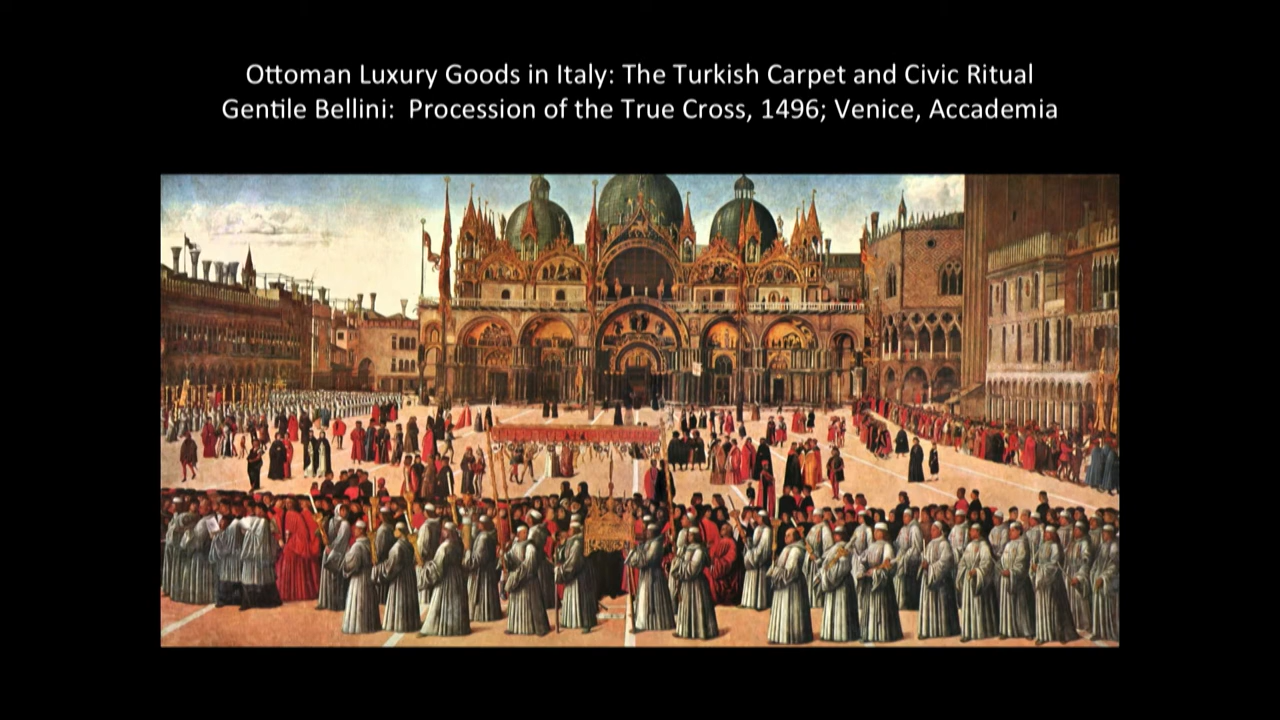 Ottoman Luxury Goods in Italy: The Turkish Carpet and Civic Ritual
Gentile Bellini:  Procession of the True Cross, 1496; Venice, Accademia